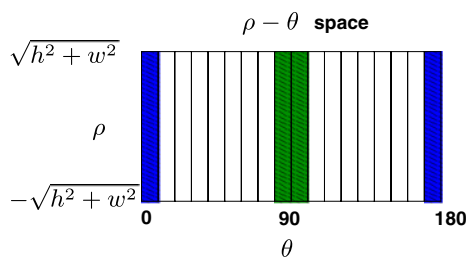 ρ − θ space
√h² + w²
ρ
−√h² + w²
0 90 180
θ